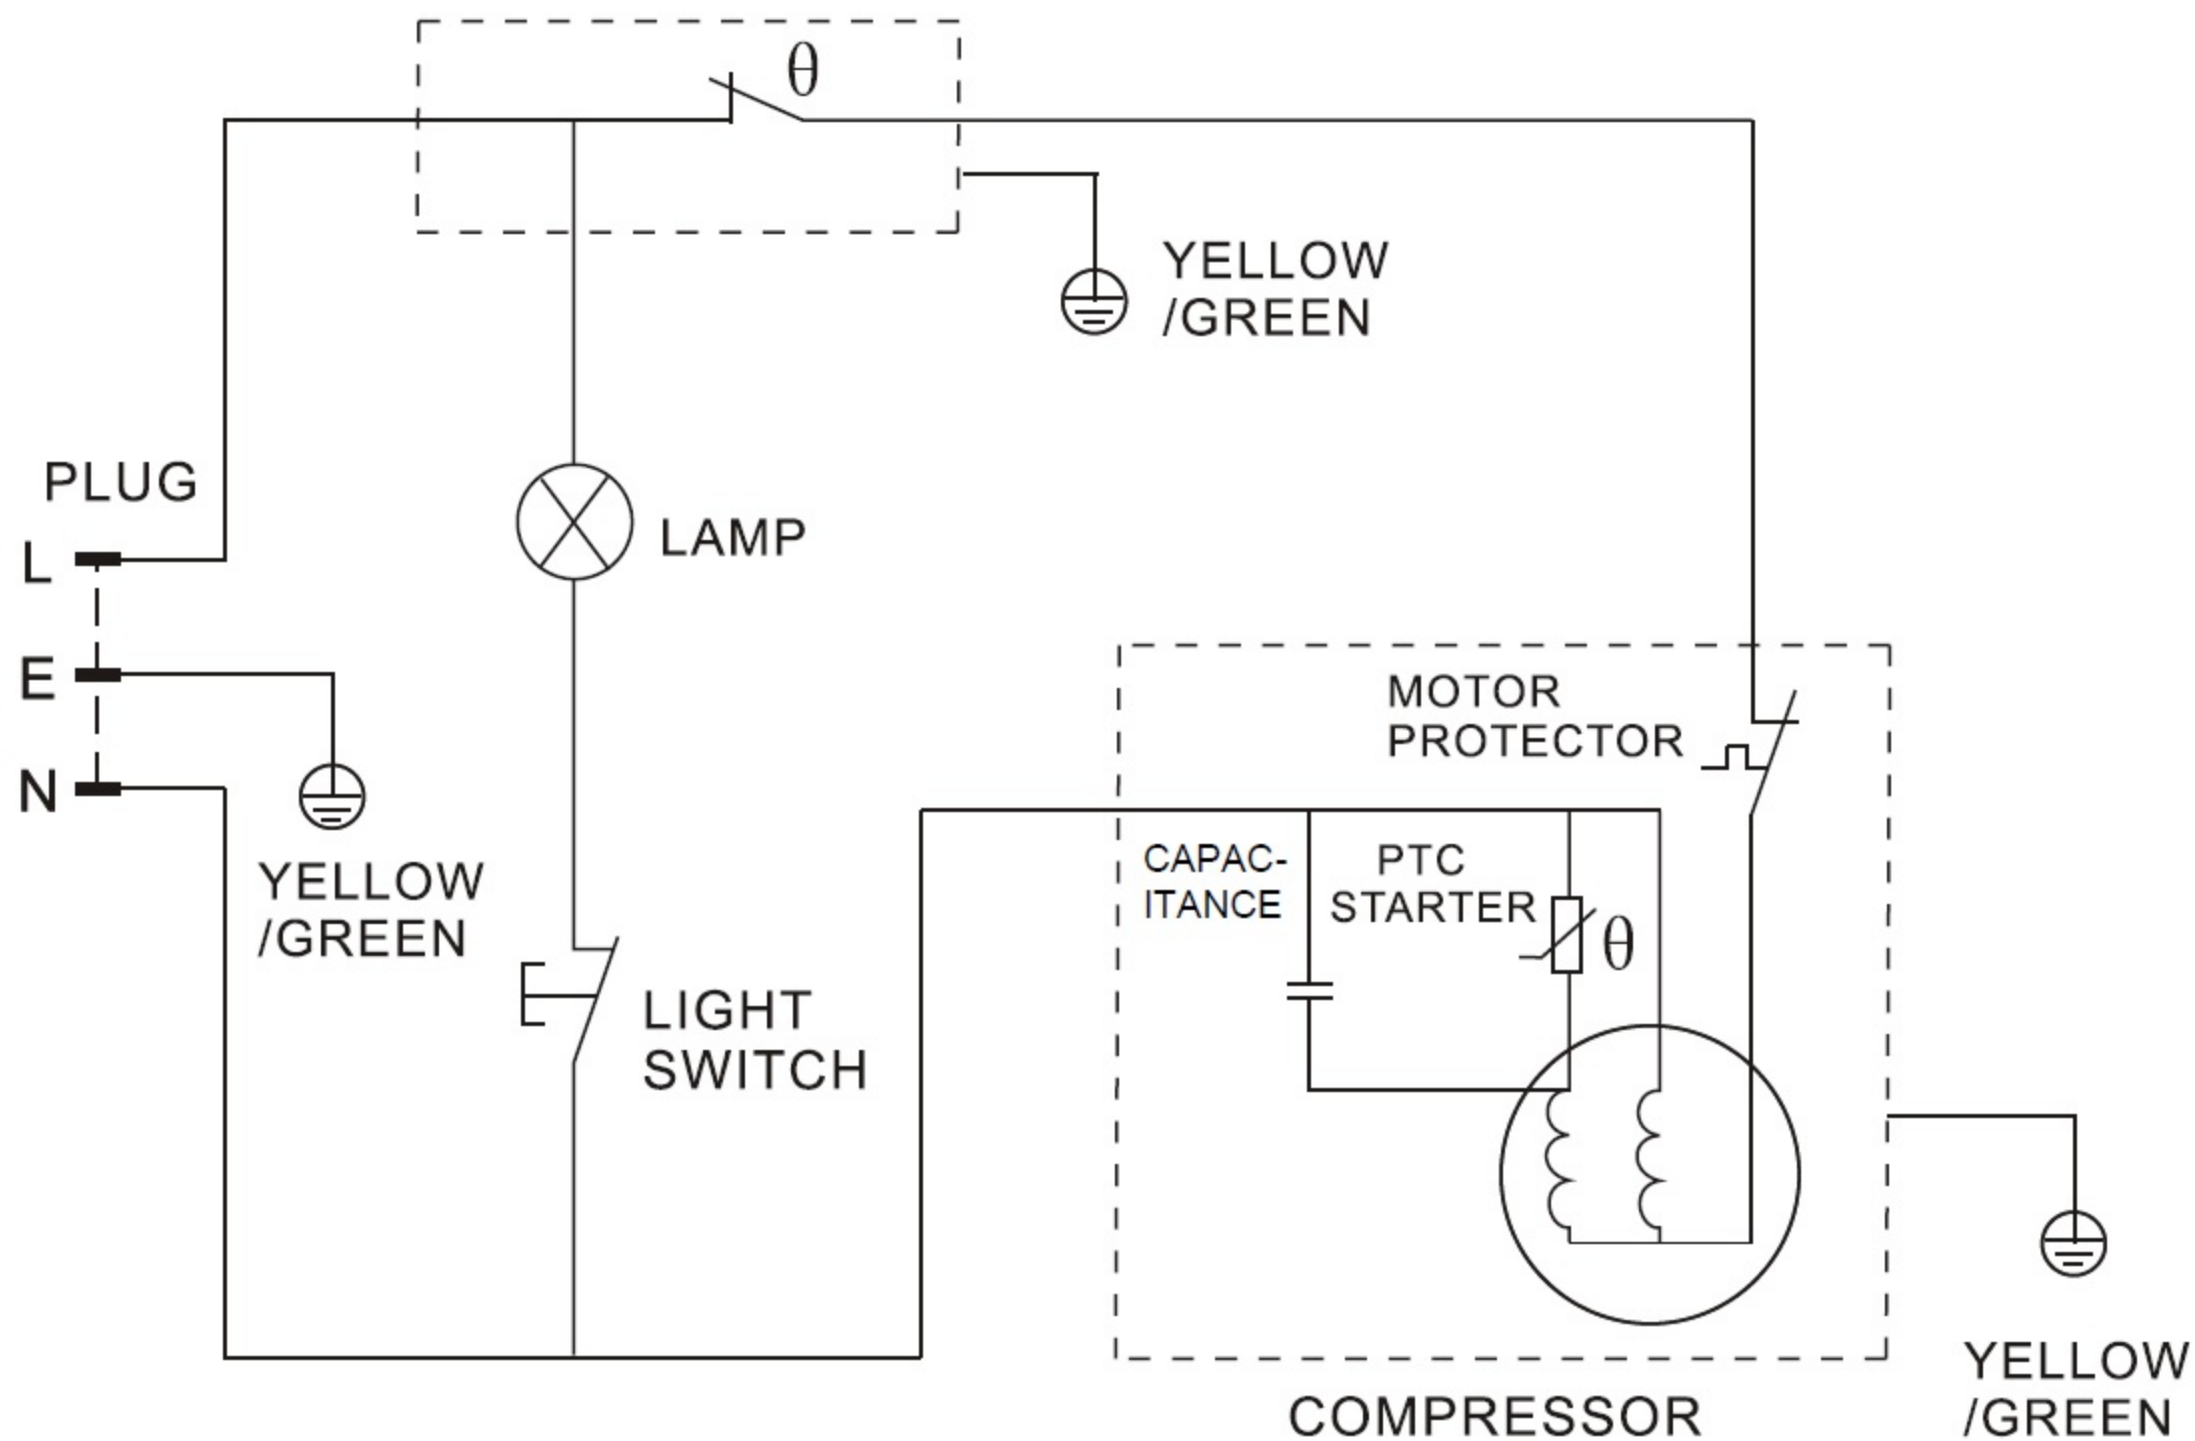 θ
YELLOW
/GREEN
PLUG
L
LAMP
E
N
YELLOW
/GREEN
MOTOR
PROTECTOR
CAPAC-
ITANCE
PTC
STARTER
θ
LIGHT
SWITCH
COMPRESSOR
YELLOW
/GREEN